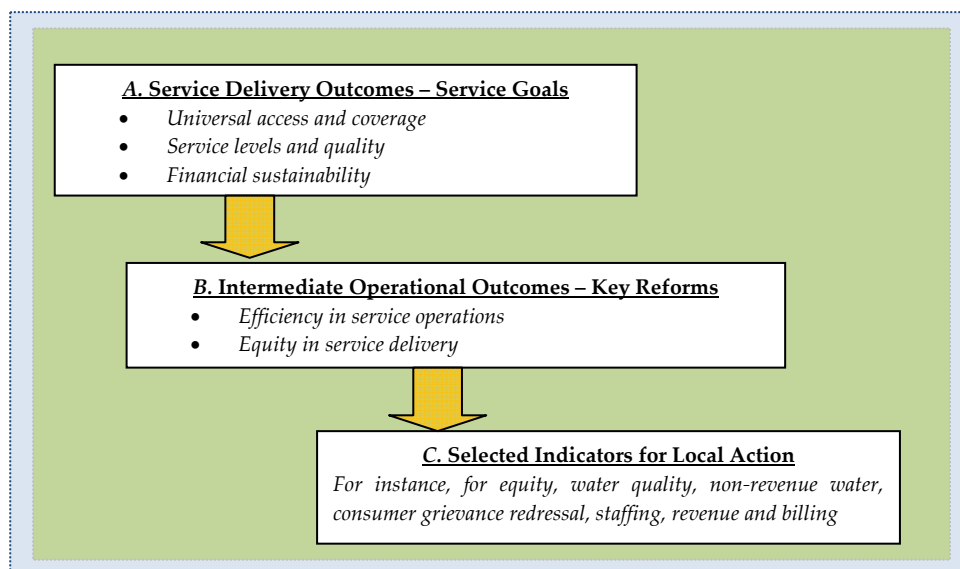 A. Service Delivery Outcomes – Service Goals
• Universal access and coverage
• Service levels and quality
• Financial sustainability
B. Intermediate Operational Outcomes – Key Reforms
• Efficiency in service operations
• Equity in service delivery
C. Selected Indicators for Local Action
For instance, for equity, water quality, non-revenue water,
consumer grievance redressal, staffing, revenue and billing